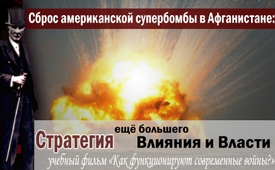 Сброс американской супербомбы в Афганистане:
Стратегия ещё большего
Влияния и Власти
учебный фильм «Как функционируют современные войны?»